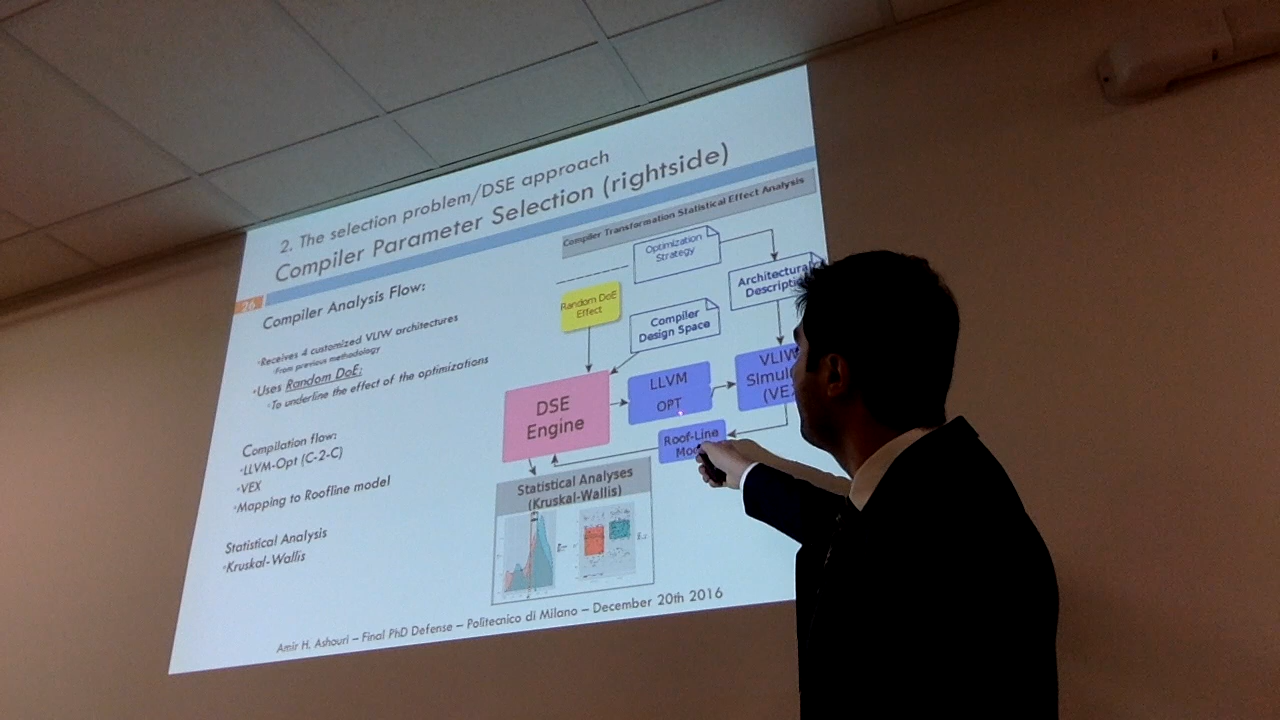 2. The selection problem/DSE approach
Compiler Parameter Selection (rightside)
26
Compiler Analysis Flow:
Receives 4 customized VLIW architectures
From previous methodology
Uses Random DoE:
To underline the effect of the optimizations
Compilation flow:
LLVM-Opt (C-2-C)
VEX
Mapping to Roofline model
Statistical Analysis
Kruskal-Wallis
Compiler Transformation Statistical Effect Analysis
Optimization
Strategy
Architectural
Random DoE
Effect
Compiler
Design Space
DSE
Engine
LLVM
OPT
VLIW
Roof-Line
Statistical Analyses
(Kruskal-Wallis)
Amir H. Ashouri – Final PhD Defense – Politecnico di Milano – December 20th 2016